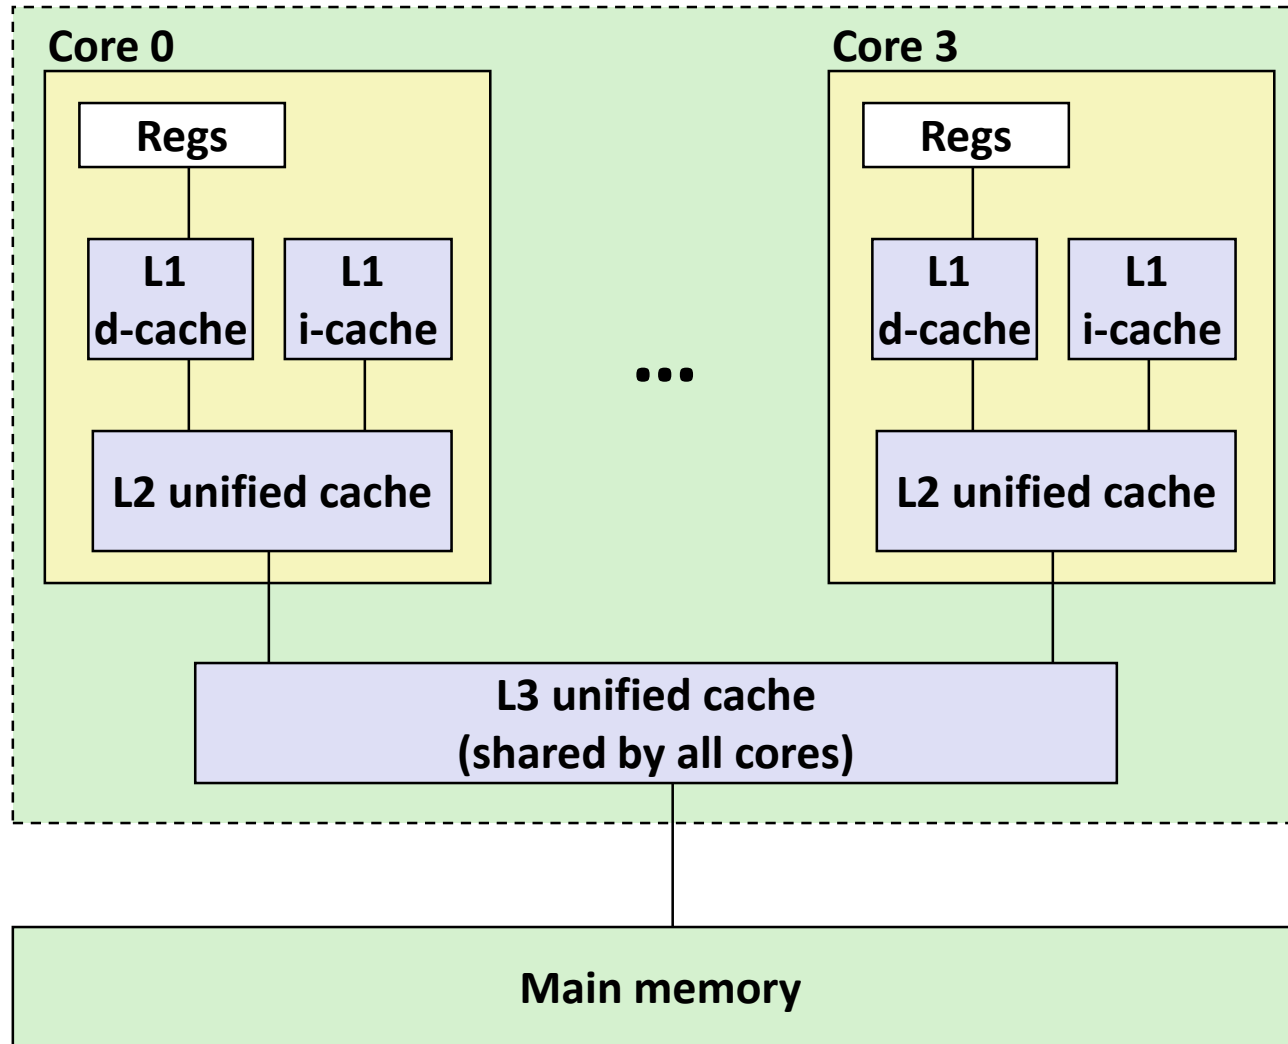 Core 0
Regs
L1
d-cache
L1
i-cache
L2 unified cache
...
Core 3
Regs
L1
d-cache
L1
i-cache
L2 unified cache
L3 unified cache
(shared by all cores)
Main memory